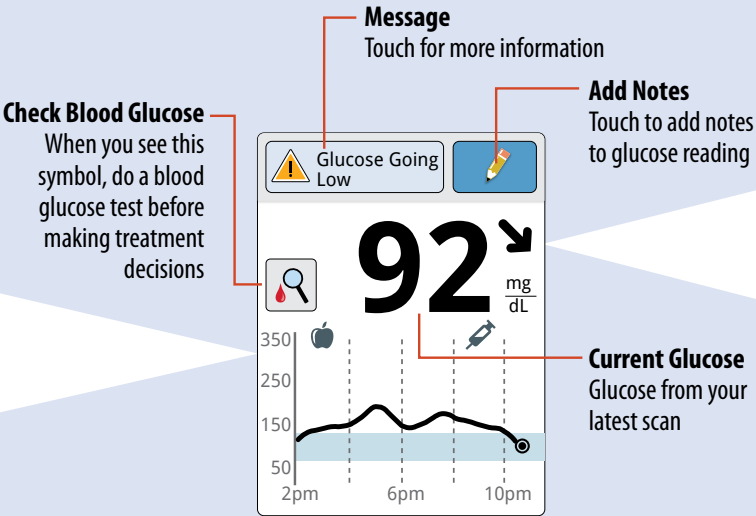 Message
Touch for more information
Add Notes
Touch to add notes
to glucose reading
Check Blood Glucose
When you see this
symbol, do a blood
glucose test before
making treatment
decisions
Glucose Going
Low
92
mg
dL
Current Glucose
Glucose from your
latest scan
350
250
150
50
2pm 6pm 10pm